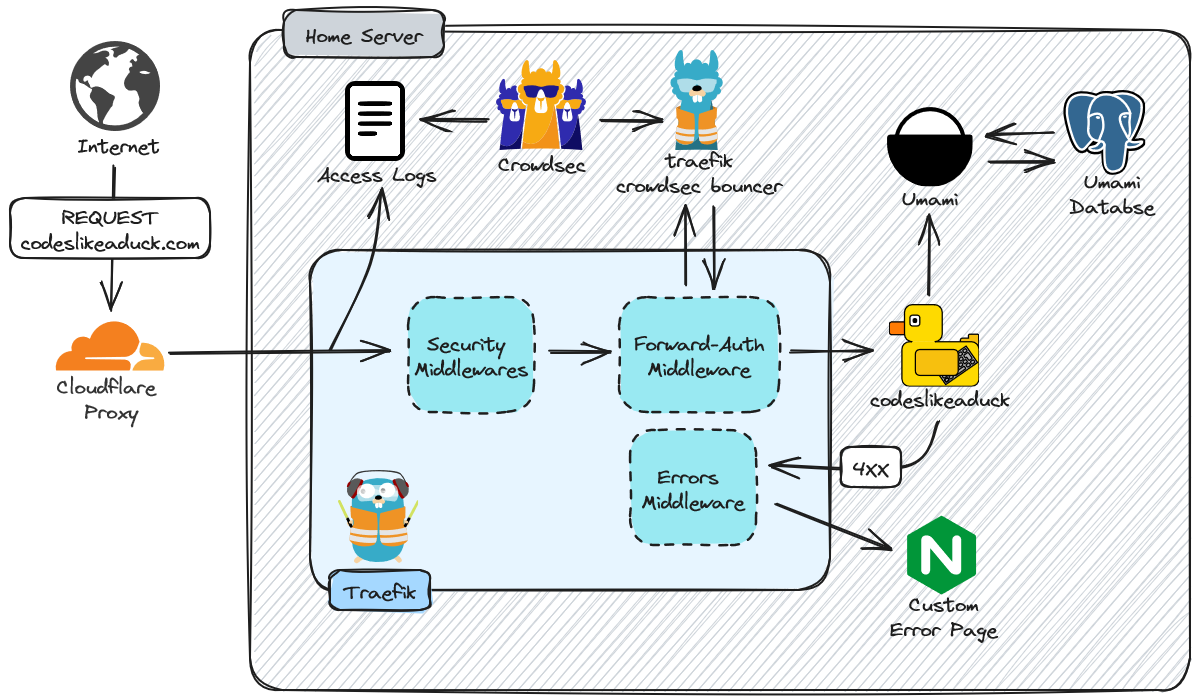 Home Server
Internet
REQUEST
codeslikeaduck.com
Cloudflare
Proxy
Access Logs
Crowdsec
traefik
crowdsec bouncer
Umami
Umami
Databse
Security
Middlewares
Forward-Auth
Middleware
codeslikeaduck
4xx
Errors
Middleware
Traefik
N
Custom
Error Page